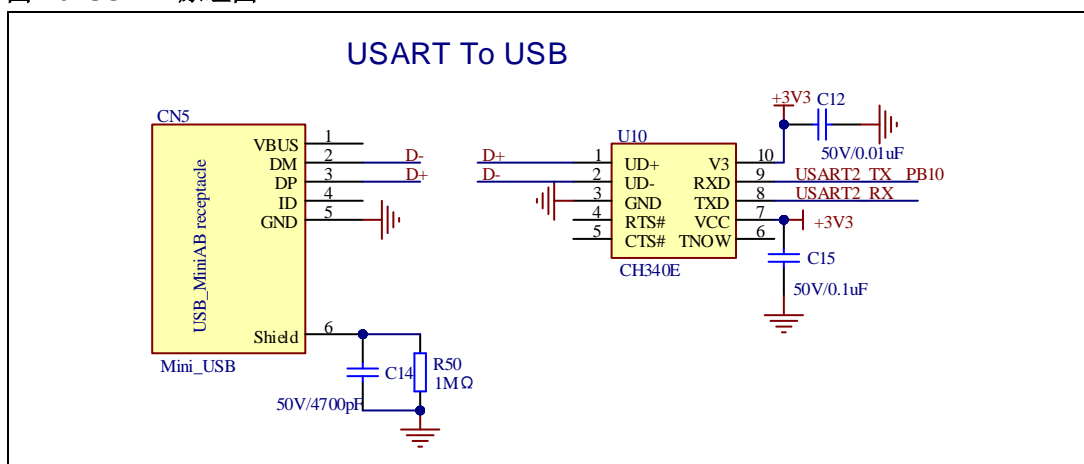 USART To USB
CN5
USB_MiniAB receptacle
VBUS 1
DM 2 D-
DP 3 D+
ID 4
GND 5
Shield 6
Mini_USB
C14
50V/4700pF
R50
1MΩ
U10
D+ 1 UD+
D- 2 UD-
3 GND
4 RTS#
5 CTS#
V3 10
RXD 9 USART2_TX PB10
TXD 8 USART2_RX
VCC 7 +3V3
TNOW 6
CH340E
+3V3
C12
50V/0.01uF
C15
50V/0.1uF